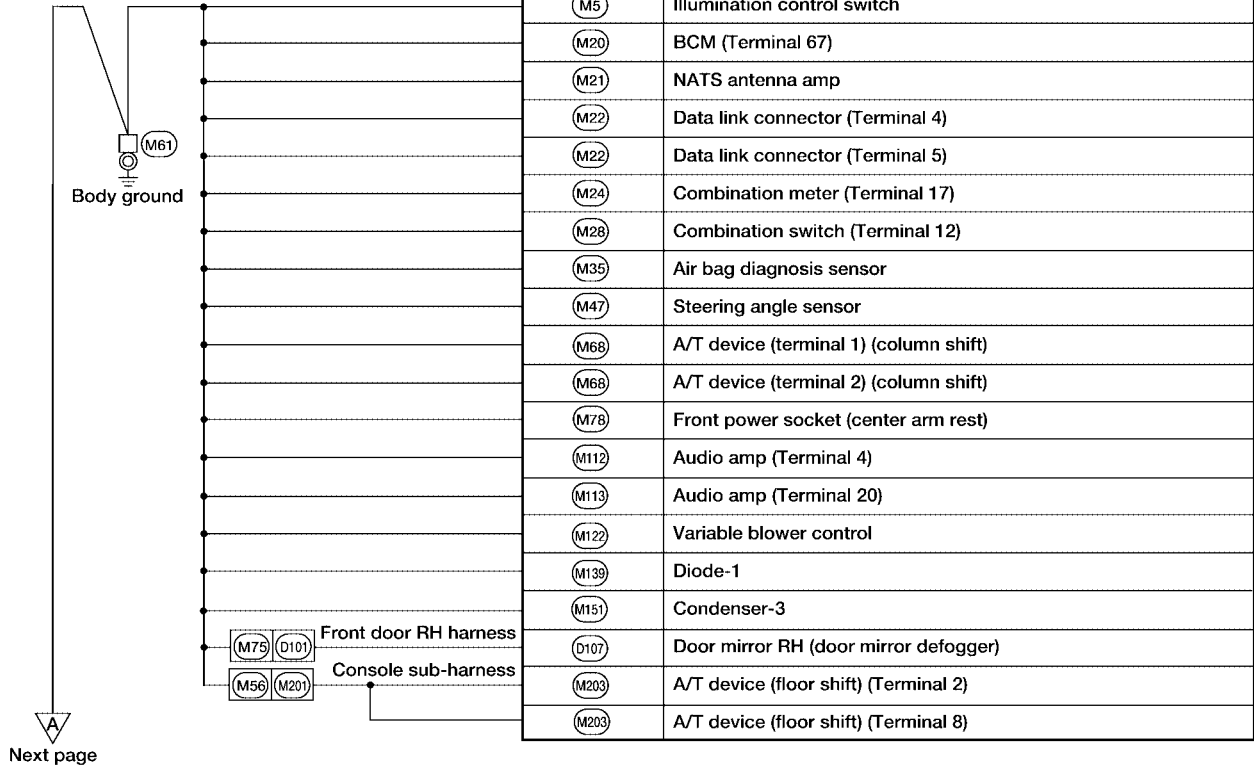 M5 Illumination control switch
M20 BCM (Terminal 67)
M21 NATS antenna amp
M22 Data link connector (Terminal 4)
M61
M22 Data link connector (Terminal 5)
Body ground
M24 Combination meter (Terminal 17)
M28 Combination switch (Terminal 12)
M35 Air bag diagnosis sensor
M47 Steering angle sensor
M68 A/T device (terminal 1) (column shift)
M68 A/T device (terminal 2) (column shift)
M78 Front power socket (center arm rest)
M112 Audio amp (Terminal 4)
M113 Audio amp (Terminal 20)
M122 Variable blower control
M139 Diode-1
M151 Condenser-3
M75 D101 Front door RH harness D107 Door mirror RH (door mirror defogger)
M56 M201 Console sub-harness M203 A/T device (floor shift) (Terminal 2)
M203 A/T device (floor shift) (Terminal 8)
A
Next page